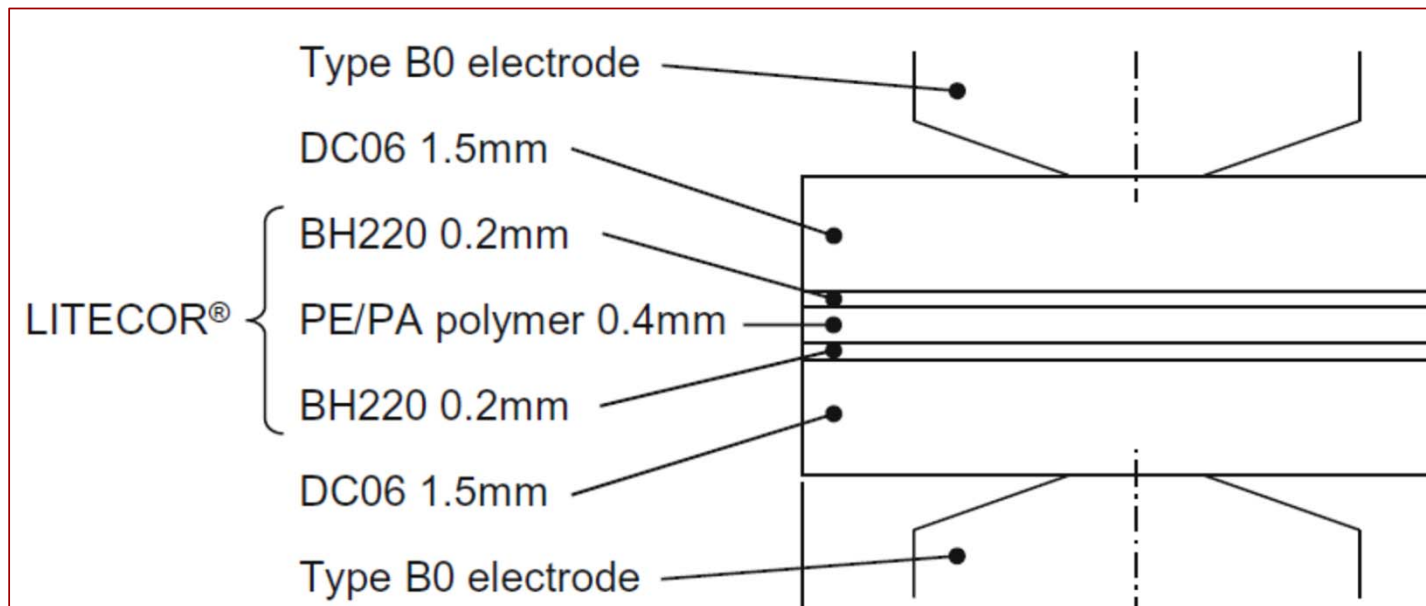 Type B0 electrode
DC06 1.5mm
BH220 0.2mm
LITECOR® PE/PA polymer 0.4mm
BH220 0.2mm
DC06 1.5mm
Type B0 electrode